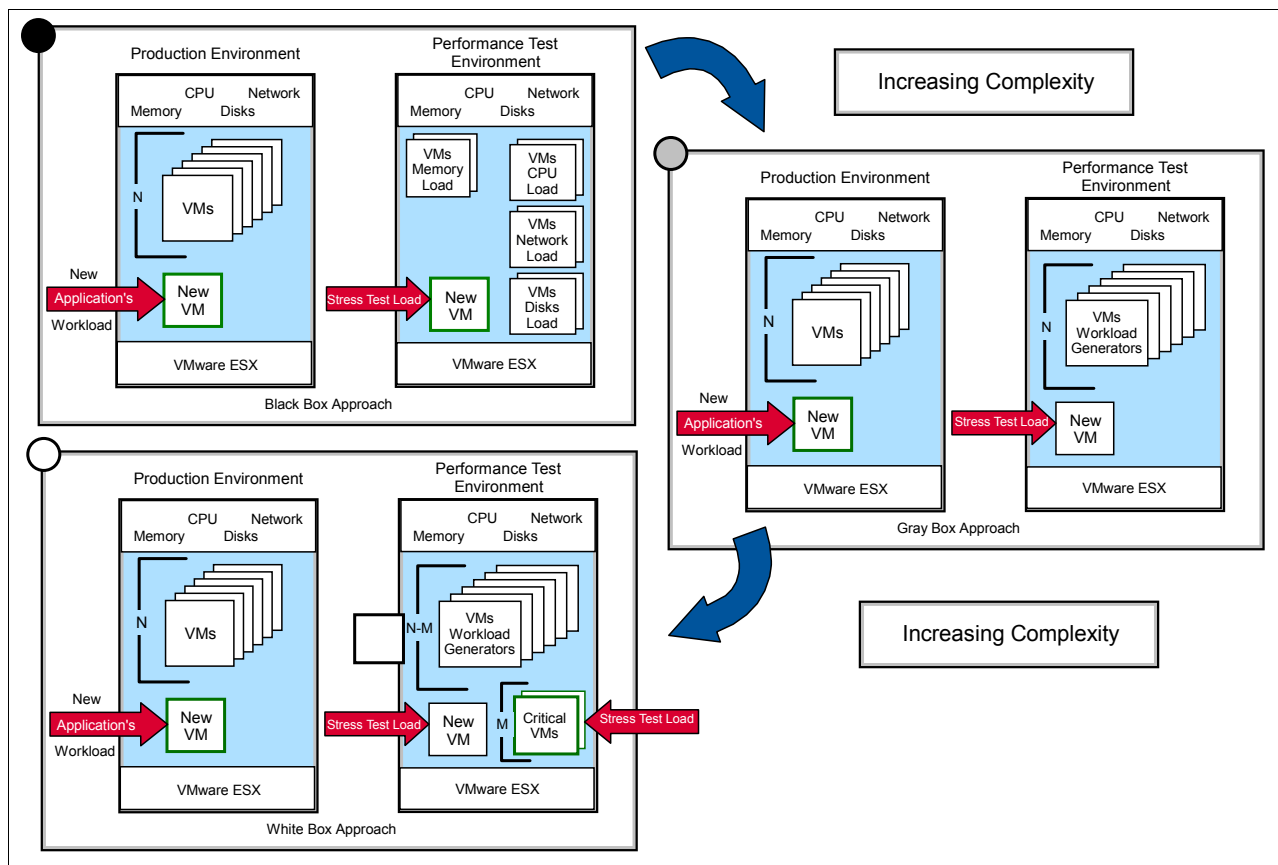 Production Environment
Performance Test
Environment
CPU Network
Memory Disks
CPU Network
Memory Disks
N
VMs
VMs
Memory
Load
VMs
CPU
Load
VMs
Network
Load
VMs
Disks
Load
New
Application's
Workload
New
VM
Stress Test Load
New
VM
VMware ESX
VMware ESX
Black Box Approach
Increasing Complexity
Production Environment
Performance Test
Environment
CPU Network
Memory Disks
CPU Network
Memory Disks
N
VMs
N
VMs
Workload
Generators
New
Application's
Workload
New
VM
Stress Test Load
New
VM
VMware ESX
VMware ESX
Gray Box Approach
Production Environment
Performance Test
Environment
CPU Network
Memory Disks
CPU Network
Memory Disks
N
VMs
N-M
VMs
Workload
Generators
New
Application's
Workload
New
VM
Stress Test Load
New
VM
M
Critical
VMs
Stress Test Load
VMware ESX
VMware ESX
White Box Approach
Increasing Complexity